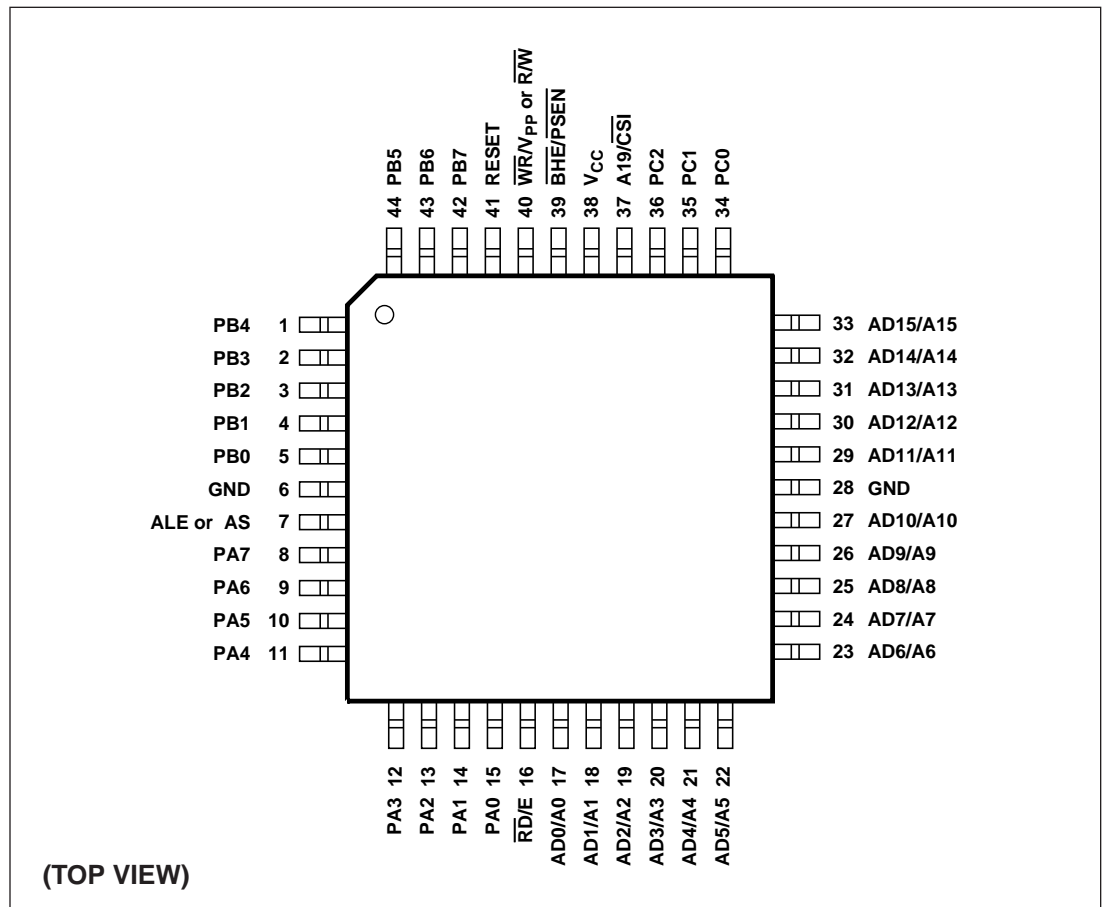 44 PB5
43 PB6
42 PB7
41 RESET
40 W̅R̅/VPP or R̅/̅W̅
39 B̅H̅E̅/P̅S̅E̅N̅
38 VCC
37 A19/C̅S̅I̅
36 PC2
35 PC1
34 PC0
PB4 1
PB3 2
PB2 3
PB1 4
PB0 5
GND 6
ALE or AS 7
PA7 8
PA6 9
PA5 10
PA4 11
33 AD15/A15
32 AD14/A14
31 AD13/A13
30 AD12/A12
29 AD11/A11
28 GND
27 AD10/A10
26 AD9/A9
25 AD8/A8
24 AD7/A7
23 AD6/A6
PA3 12
PA2 13
PA1 14
PA0 15
R̅D̅/E 16
AD0/A0 17
AD1/A1 18
AD2/A2 19
AD3/A3 20
AD4/A4 21
AD5/A5 22
(TOP VIEW)